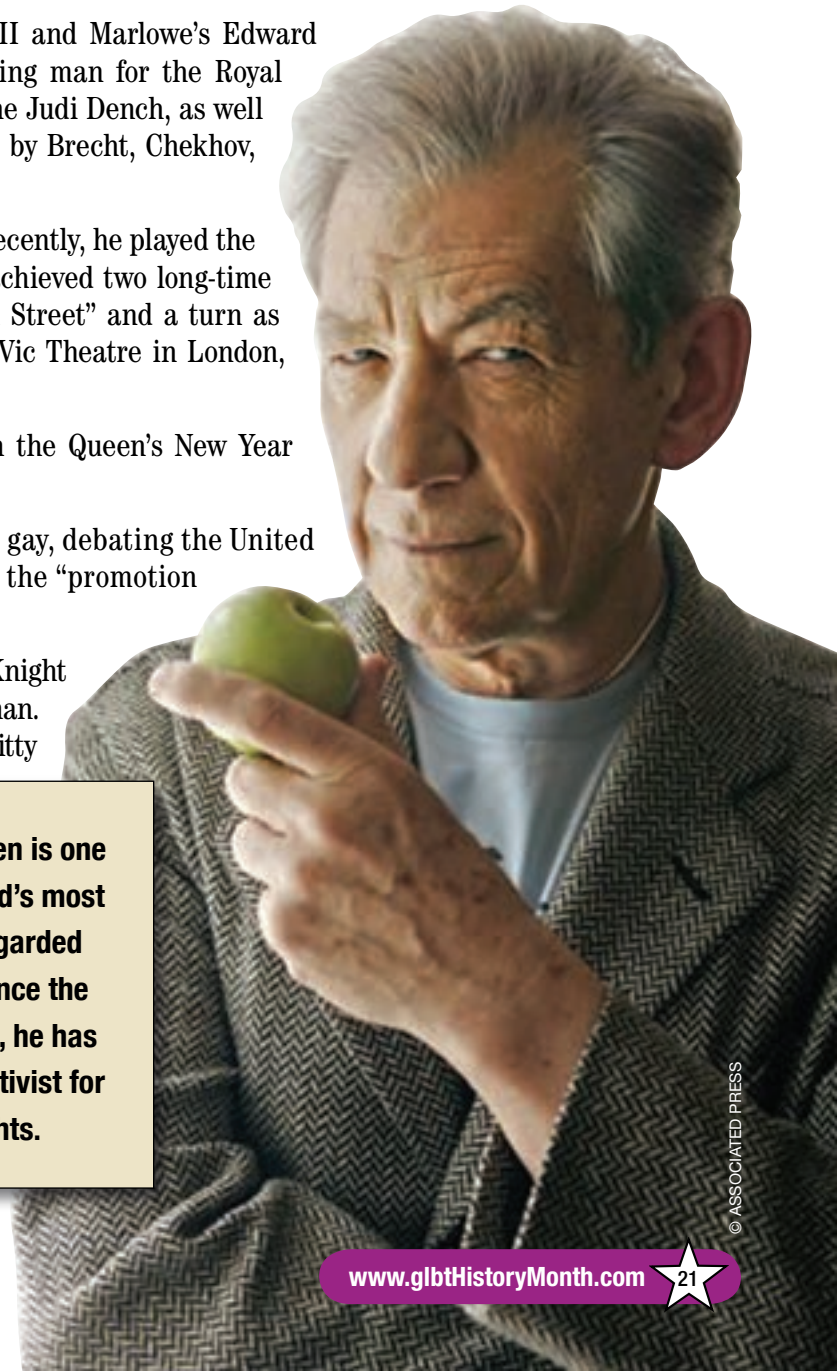 II and Marlowe's Edward
ing man for the Royal
ne Judi Dench, as well
by Brecht, Chekhov,
ecently, he played the
chieved two long-time
Street” and a turn as
Vic Theatre in London,
n the Queen's New Year
gay, debating the United
the “promotion
Knight
nan.
itty
en is one
d's most
garded
nce the
, he has
tivist for
nts.
© ASSOCIATED PRESS
www.glbtHistoryMonth.com 21